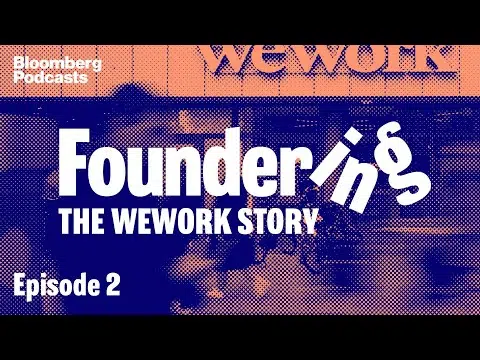 Bloomberg
Podcasts
wework
Foundering
THE WEWORK STORY
Episode 2